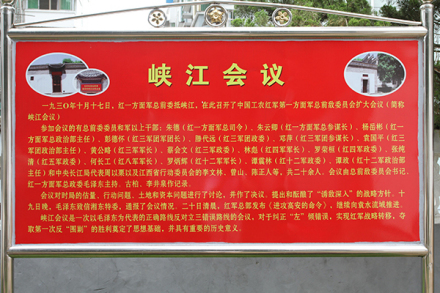 峡江会议
一九三〇年十月十七日，红一方面军总前委抵峡江，在此召开了中国工农红军第一方面军总前敌委员会扩大会议（简称
峡江会议）
参加会议的有总前委委员和军以上干部：朱德（红一方面军总司令）、朱云卿（红一方面军总参谋长）、杨岳彬（红一
方面军总政治部主任）、彭德怀（红三军团军团长）、滕代远（红三军团政委）、邓萍（红三军团参谋长）、袁国平（红三
军团政治部主任）、黄公略（红三军军长）、蔡会文（红三军政委）、林彪（红四军军长）、罗荣桓（红四军政委）、张纯
清（红五军政委）、何长工（红八军军长）、罗炳辉（红十二军军长）、谭震林（红十二军政委）、谭政（红十二军政治部
主任）和中央长江局代表周以栗以及江西省行动委员会的李文林、曾山、陈正人等，共二十余人。会议由总前委委员会书记、
红一方面军总政委毛泽东主持，古柏、李井泉作记录。
会议对时局的估量、行动问题、土地和资本问题进行了讨论，并作了决议，提出和酝酿了“诱敌深入”的战略方针。十
九日晚，毛泽东致信湘东特委，通报了会议情况。二十日清晨，红军总部发布《进攻高安的命令》，继续向袁水流域推进。
峡江会议是一次以毛泽东为代表的正确路线反对立三错误路线的会议，对于纠正“左”倾错误，实现红军战略转移，夺
取第一次反“围剿”的胜利奠定了思想基础，并具有重要的历史意义。